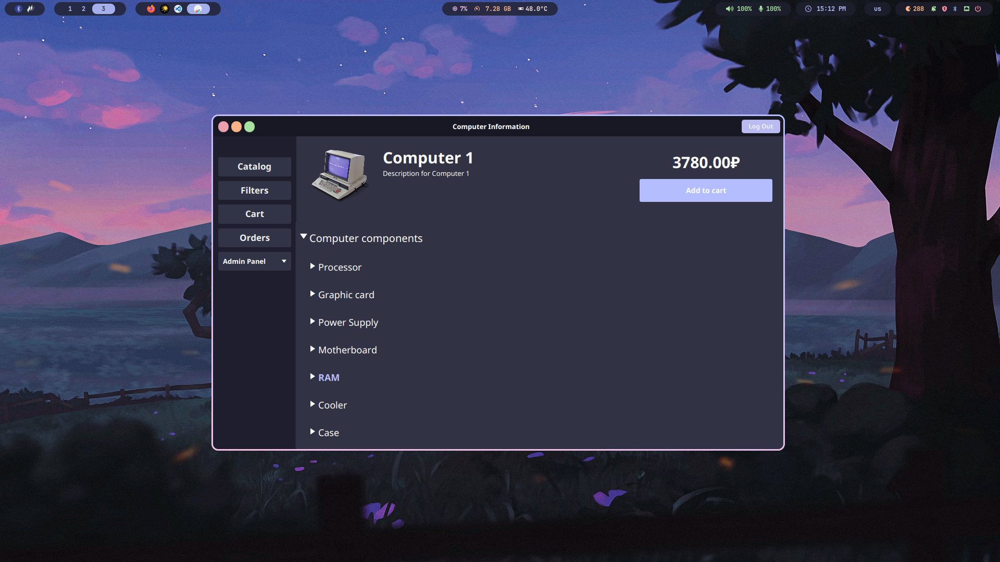 1 2 3
7% 7.28 GB 48.0°C
100% 100%
15:12 PM
us
288
Computer Information
Log Out
Catalog
Filters
Cart
Orders
Admin Panel
Computer 1
Description for Computer 1
3780.00₽
Add to cart
Computer components
Processor
Graphic card
Power Supply
Motherboard
RAM
Cooler
Case